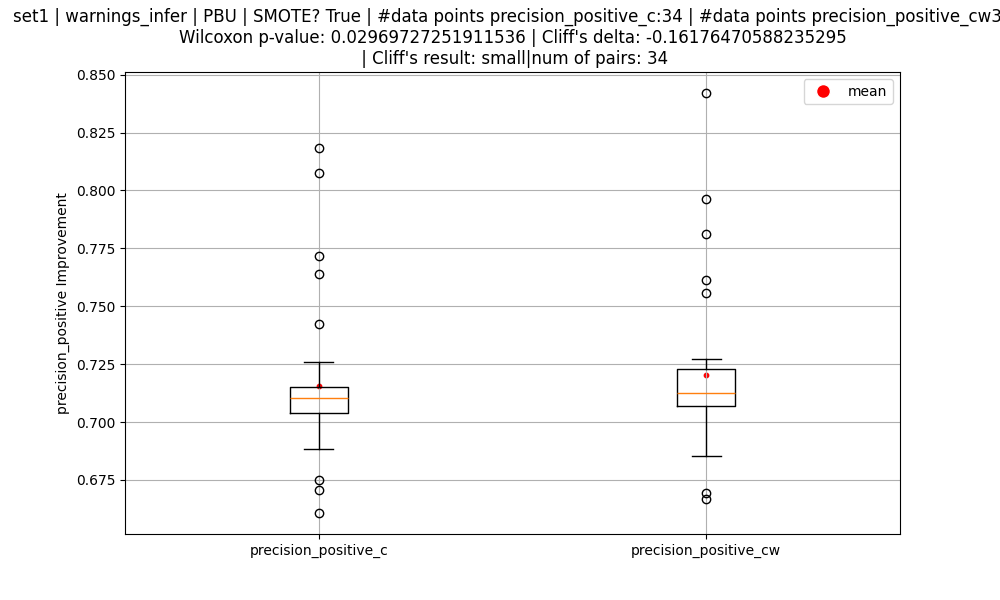 set1 | warnings_infer | PBU | SMOTE? True | #data points precision_positive_c:34 | #data points precision_positive_cw3
Wilcoxon p-value: 0.02969727251911536 | Cliff's delta: -0.16176470588235295
| Cliff's result: small|num of pairs: 34
mean
0.850
0.825
0.800
0.775
0.750
0.725
0.700
0.675
precision_positive Improvement
precision_positive_c
precision_positive_cw